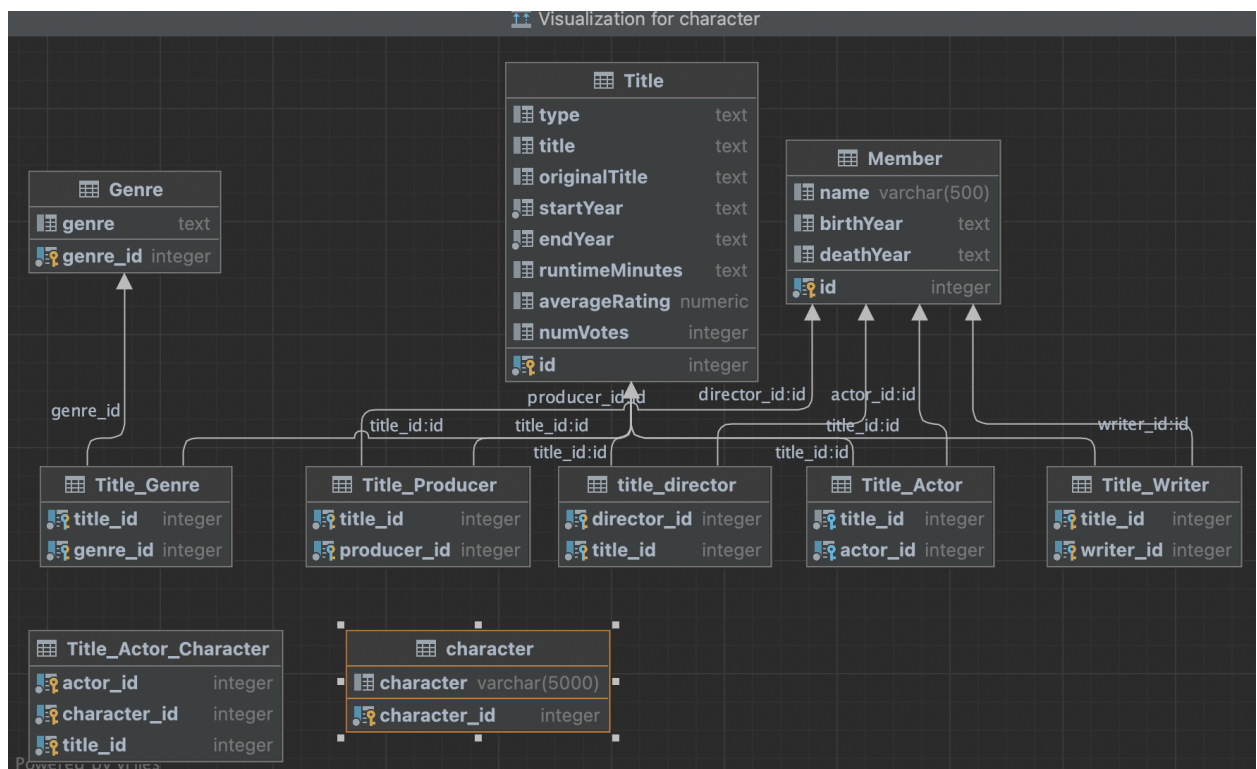 Visualization for character
Title
type text
title text
originalTitle text
startYear text
endYear text
runtimeMinutes text
averageRating numeric
numVotes integer
id integer
Member
name varchar(500)
birthYear text
deathYear text
id integer
Genre
genre text
genre_id integer
genre_id
producer_id:id
director_id:id
actor_id:id
title_id:id
title_id:id
title_id:id
writer_id:id
title_id:id
title_id:id
Title_Genre
title_id integer
genre_id integer
Title_Producer
title_id integer
producer_id integer
title_director
director_id integer
title_id integer
Title_Actor
title_id integer
actor_id integer
Title_Writer
title_id integer
writer_id integer
Title_Actor_Character
actor_id integer
character_id integer
title_id integer
character
character varchar(5000)
character_id integer
Powered by yFiles